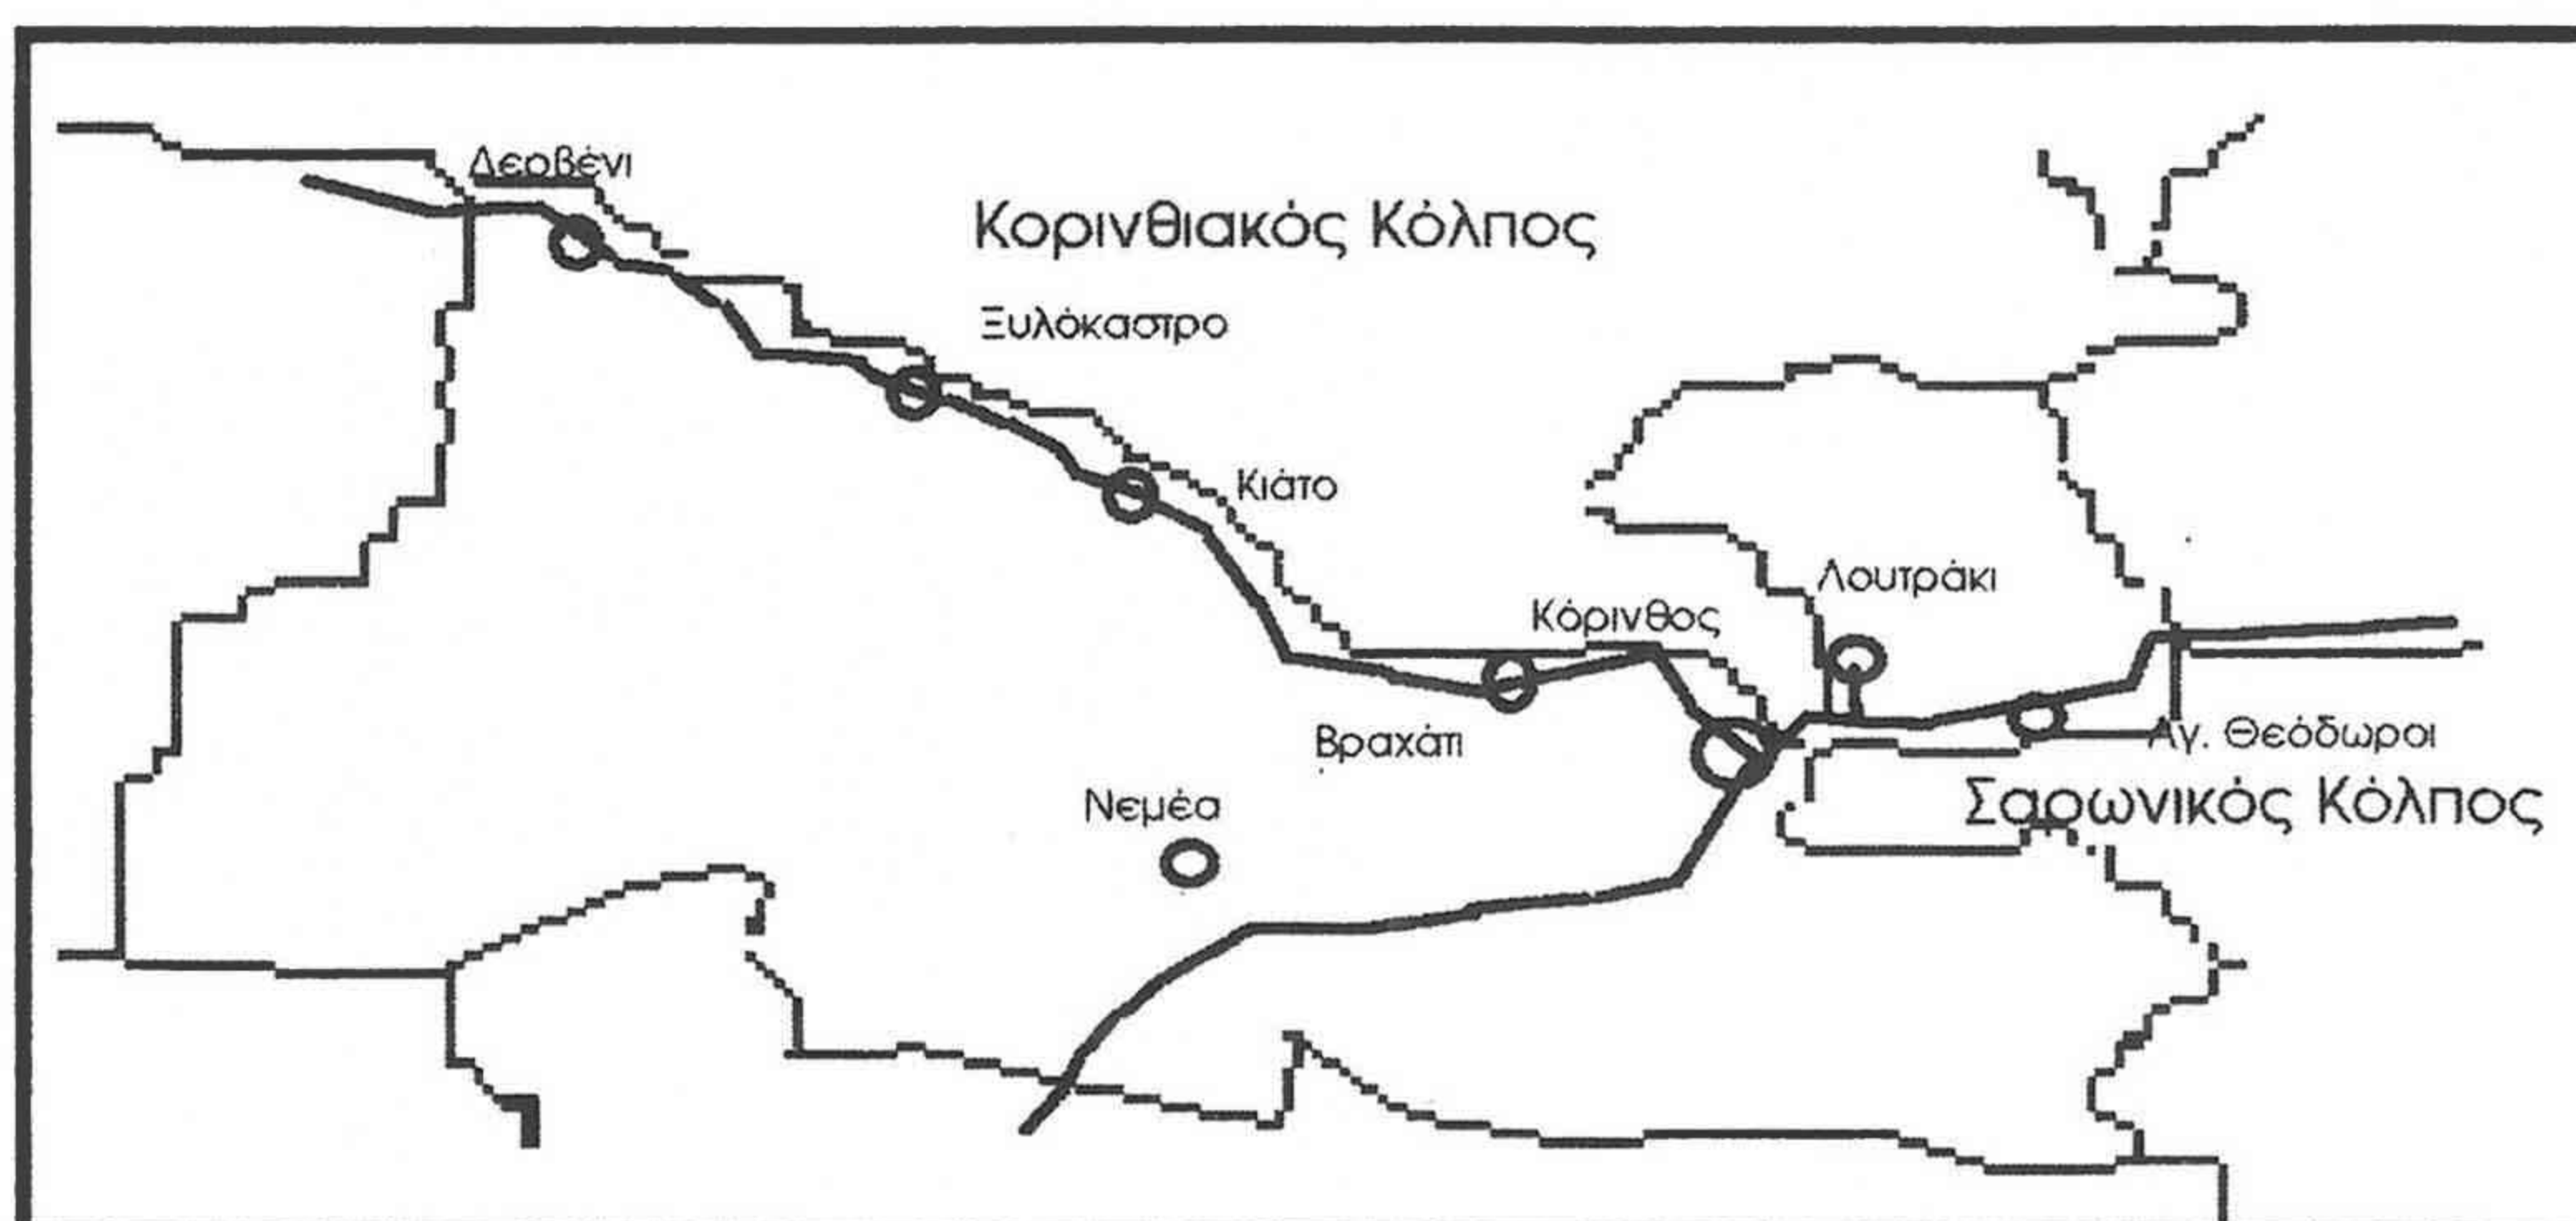 Δερβένι
Κορινθιακός Κόλπος
Ξυλόκαστρο
Κιάτο
Λουτράκι
Κόρινθος
Βραχάτι
Αγ. Θεόδωροι
Νεμέα
Σαρωνικός Κόλπος